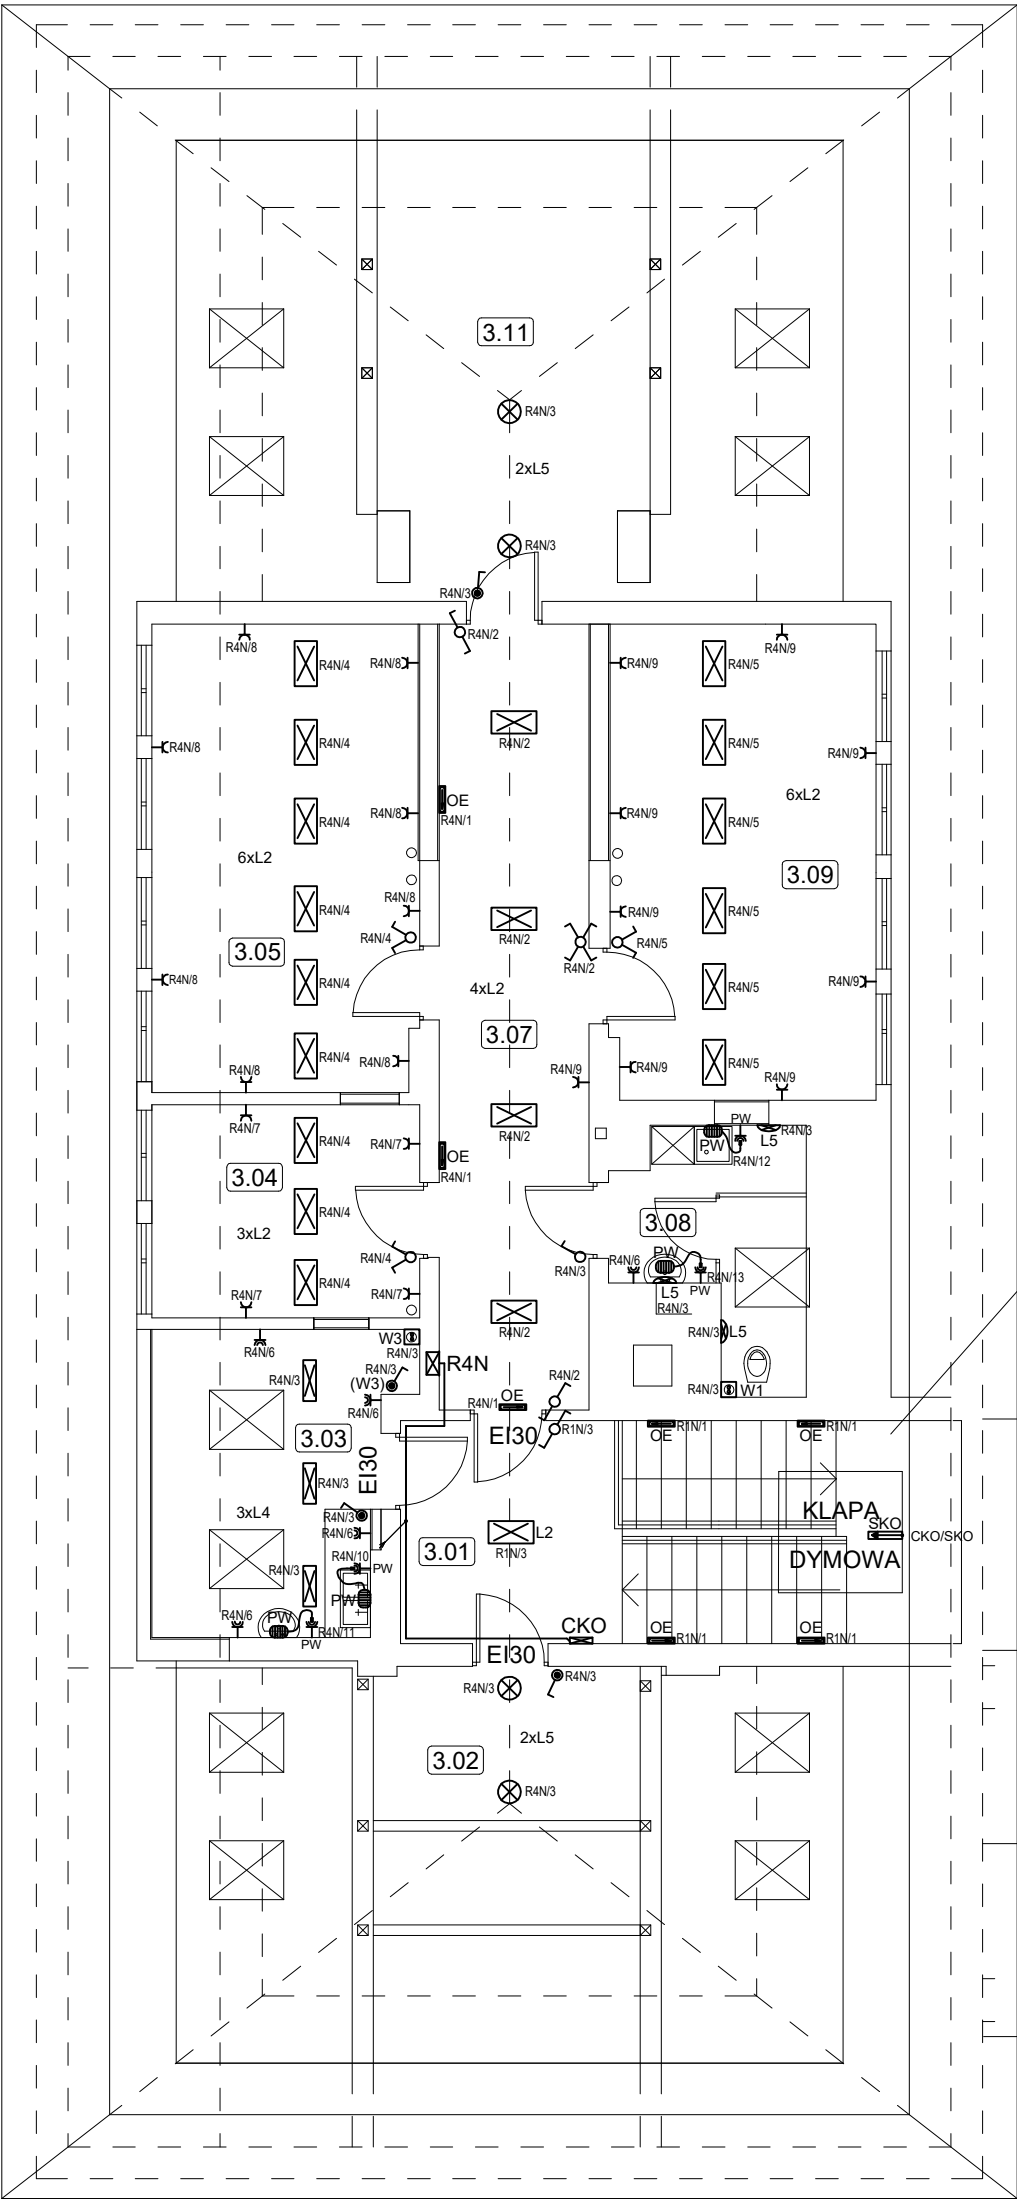 3.11
R4N/3
2xL5
R4N/3
R4N/3
R4N/2
R4N/8
R4N/9
R4N/4
R4N/8
R4N/9
R4N/5
R4N/2
R4N/8
R4N/4
R4N/5
R4N/9
OE
R4N/1
6xL2
R4N/4
R4N/8
R4N/9
R4N/5
6xL2
3.09
R4N/8
R4N/4
R4N/4
R4N/2
R4N/9
R4N/5
R4N/5
R4N/2
3.05
R4N/8
R4N/4
4xL2
R4N/5
R4N/9
3.07
R4N/4
R4N/8
R4N/8
R4N/9
R4N/9
R4N/5
R4N/9
R4N/7
R4N/4
R4N/7
R4N/2
PW
PW
R4N/12
L5
R4N/3
OE
R4N/1
3.04
3xL2
R4N/4
R4N/4
R4N/4
R4N/7
R4N/7
R4N/2
R4N/3
3.08
R4N/6
PW
R4N/13
PW
L5
R4N/3
R4N/3
L5
R4N/3
W1
R4N/6
W3
R4N/3
R4N/3
(W3)
R4N/6
R4N/3
R4N
R4N/1
OE
R4N/2
R1N/3
EI30
3.03
EI30
R4N/3
3xL4
R4N/3
R4N/6
R4N/10
PW
PW
R4N/3
R4N/6
PW
R4N/11
PW
3.01
L2
R1N/3
OE
R1N/1
OE
R1N/1
KLAPA
DYMOWA
SKO
CKO/SKO
OE
R1N/1
OE
R1N/1
CKO
EI30
R4N/3
R4N/3
2xL5
3.02
R4N/3